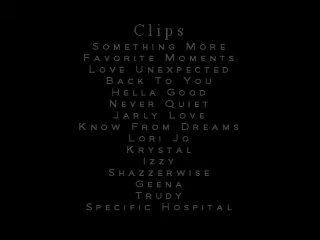 Clips
Something More
Favorite Moments
Love Unexpected
Back To You
Hella Good
Never Quiet
Jarly Love
Know From Dreams
Lori Jo
Krystal
Izzy
Shazzerwise
Geena
Trudy
Specific Hospital